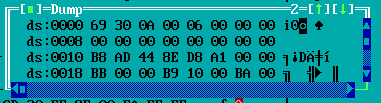 [■]=Dump 2=[↑][↓]
ds:0000 69 30 0A 00 06 00 00 00 i0◙ ♠
ds:0008 00 00 00 00 00 00 00 00
ds:0010 B8 AD 44 8E D8 A1 00 00 ╕¡DÄ╪í
ds:0018 BB 00 00 B9 10 00 BA 00 ╗  ╣► ║